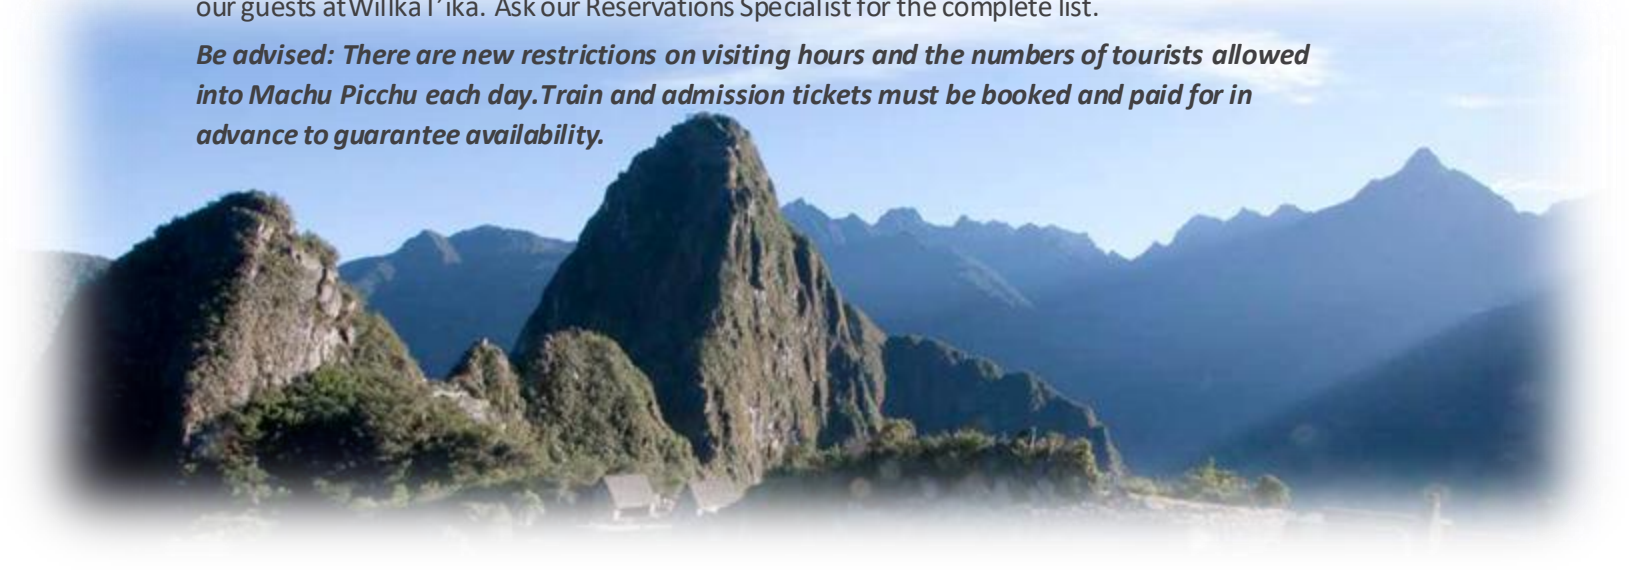 our guests at Willka T'ika. Ask our Reservations Specialist for the complete list.
Be advised: There are new restrictions on visiting hours and the numbers of tourists allowed
into Machu Picchu each day. Train and admission tickets must be booked and paid for in
advance to guarantee availability.